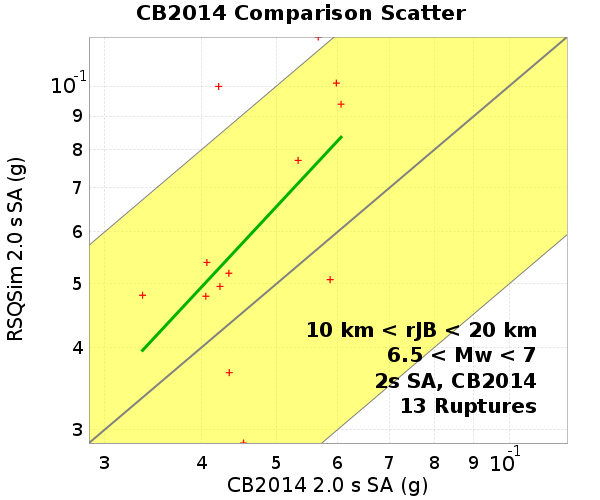 CB2014 Comparison Scatter
RSQSim 2.0 s SA (g)
10-1
9
8
7
6
5
4
3
10 km < rJB < 20 km
6.5 < Mw < 7
2s SA, CB2014
13 Ruptures
3 4 5 6 7 8 9 10-1
CB2014 2.0 s SA (g)